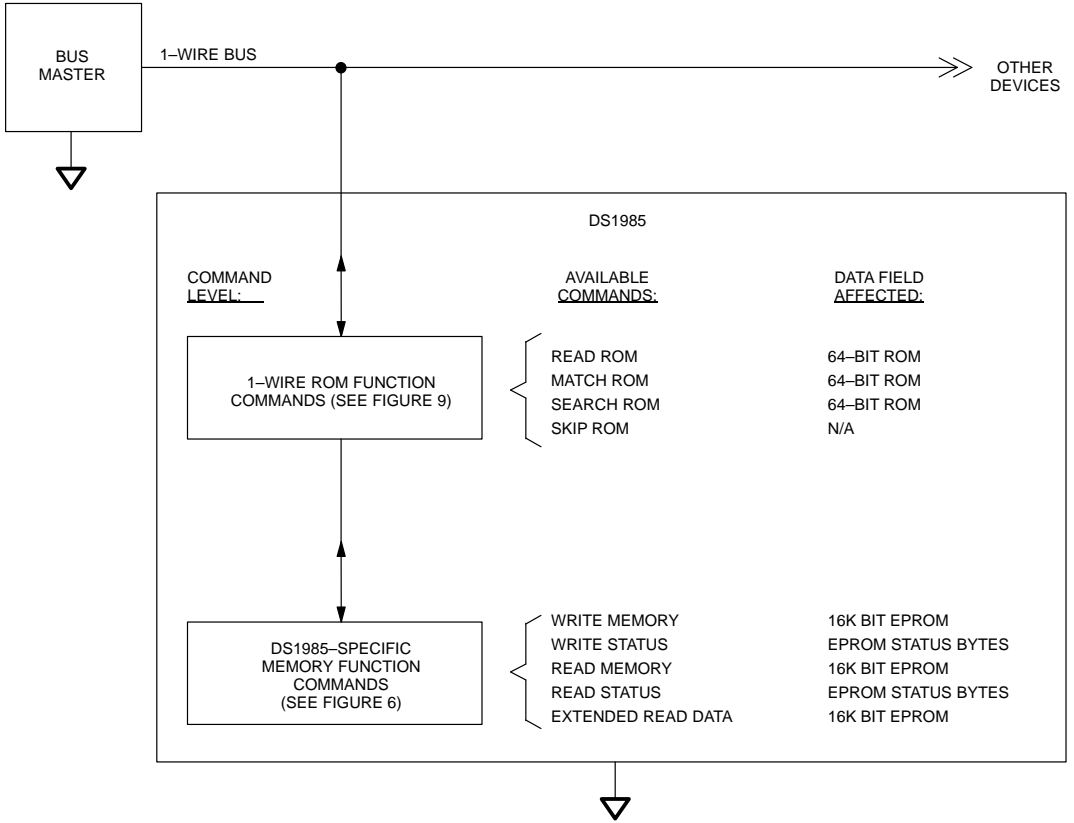 BUS
MASTER
1–WIRE BUS
OTHER
DEVICES
DS1985
COMMAND
LEVEL:
AVAILABLE
COMMANDS:
DATA FIELD
AFFECTED:
1–WIRE ROM FUNCTION
COMMANDS (SEE FIGURE 9)
READ ROM 64–BIT ROM
MATCH ROM 64–BIT ROM
SEARCH ROM 64–BIT ROM
SKIP ROM N/A
DS1985–SPECIFIC
MEMORY FUNCTION
COMMANDS
(SEE FIGURE 6)
WRITE MEMORY 16K BIT EPROM
WRITE STATUS EPROM STATUS BYTES
READ MEMORY 16K BIT EPROM
READ STATUS EPROM STATUS BYTES
EXTENDED READ DATA 16K BIT EPROM